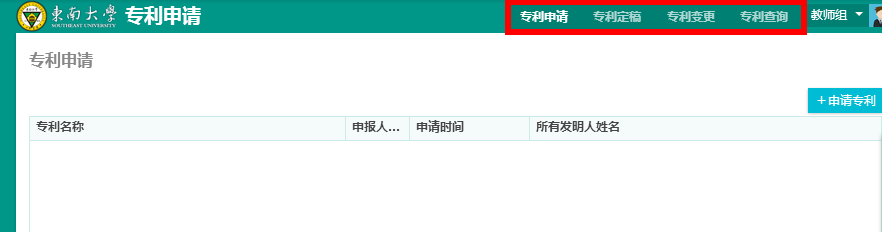 東南大學 专利申请 专利申请 专利定稿 专利变更 专利查询 教师组
SOUTHEAST UNIVERSITY
专利申请
+申请专利
专利名称 申报人... 申请时间 所有发明人姓名